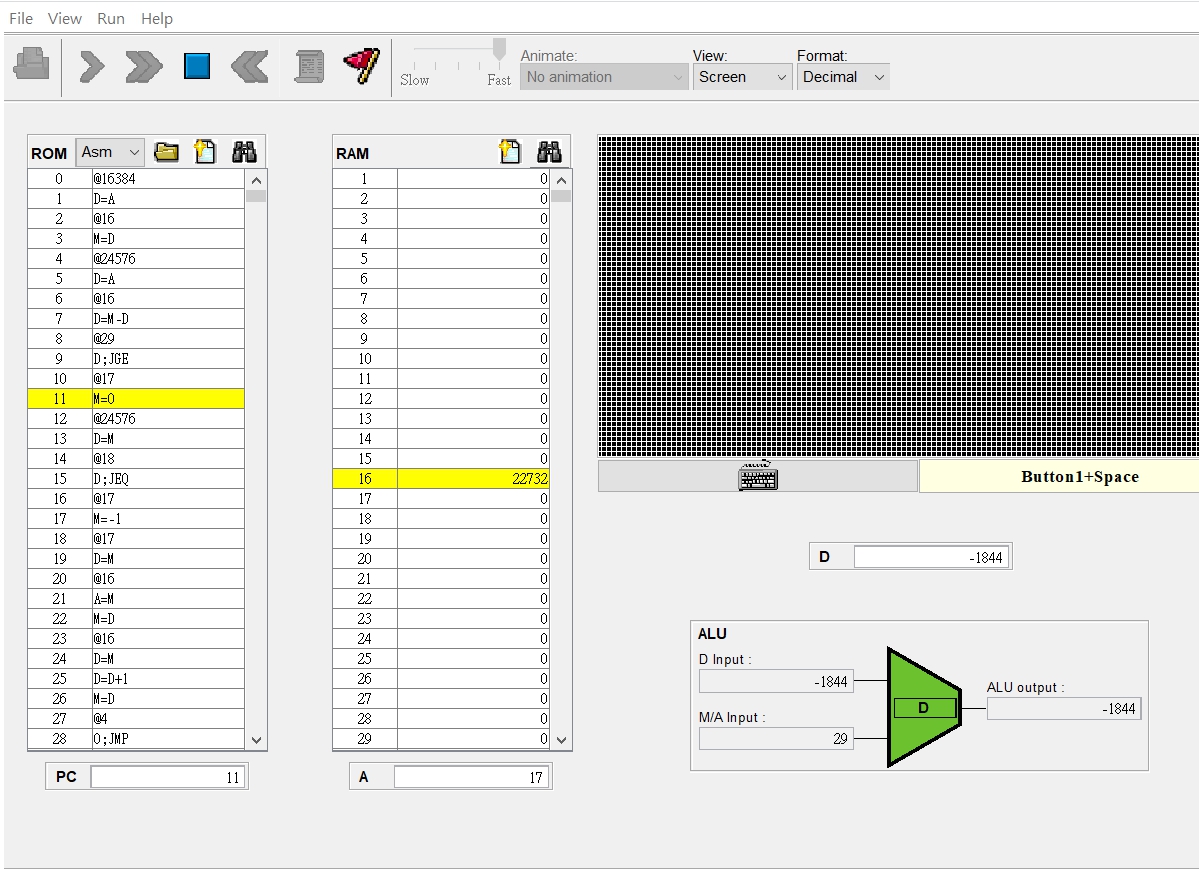 File View Run Help
Slow Fast
Animate:
No animation
View:
Screen
Format:
Decimal
ROM Asm
0 @16384
1 D=A
2 @16
3 M=D
4 @24576
5 D=A
6 @16
7 D=M-D
8 @29
9 D;JGE
10 @17
11 M=0
12 @24576
13 D=M
14 @18
15 D;JEQ
16 @17
17 M=-1
18 @17
19 D=M
20 @16
21 A=M
22 M=D
23 @16
24 D=M
25 D=D+1
26 M=D
27 @4
28 0;JMP
PC 11
RAM
1 0
2 0
3 0
4 0
5 0
6 0
7 0
8 0
9 0
10 0
11 0
12 0
13 0
14 0
15 0
16 22732
17 0
18 0
19 0
20 0
21 0
22 0
23 0
24 0
25 0
26 0
27 0
28 0
29 0
A 17
Button1+Space
D -1844
ALU
D Input :
-1844
M/A Input :
29
D
ALU output :
-1844